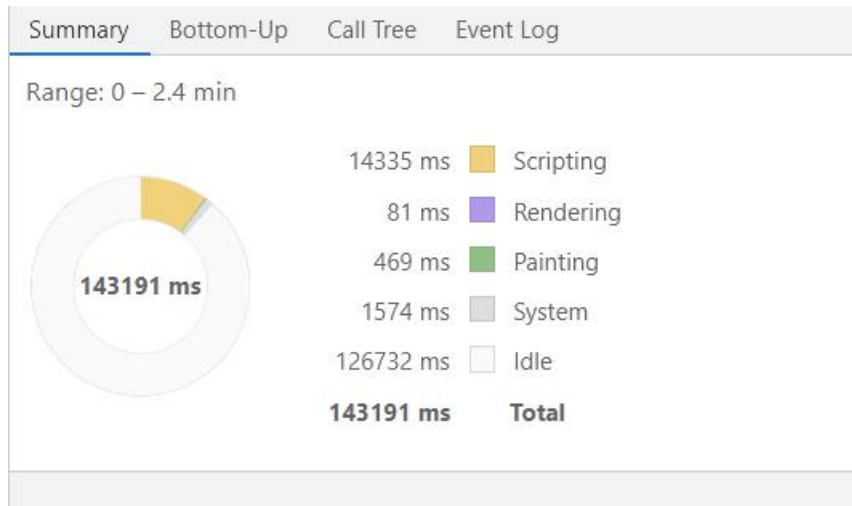 Summary Bottom-Up Call Tree Event Log
Range: 0 – 2.4 min
14335 ms Scripting
81 ms Rendering
469 ms Painting
143191 ms
1574 ms System
126732 ms Idle
143191 ms Total